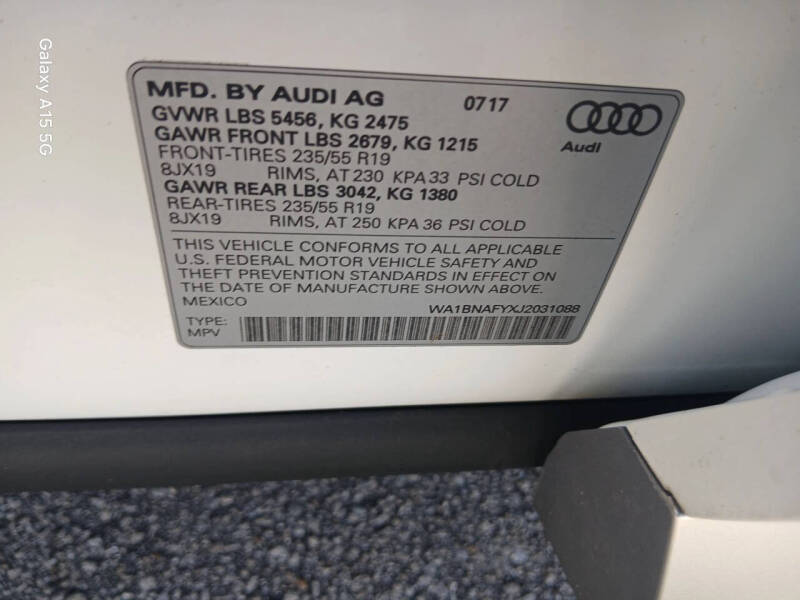 Galaxy A15 5G
MFD. BY AUDI AG 0717
GVWR LBS 5456, KG 2475
GAWR FRONT LBS 2679, KG 1215
FRONT-TIRES 235/55 R19
8JX19 RIMS, AT 230 KPA 33 PSI COLD
GAWR REAR LBS 3042, KG 1380
REAR-TIRES 235/55 R19
8JX19 RIMS, AT 250 KPA 36 PSI COLD
Audi
THIS VEHICLE CONFORMS TO ALL APPLICABLE
U.S. FEDERAL MOTOR VEHICLE SAFETY AND
THEFT PREVENTION STANDARDS IN EFFECT ON
THE DATE OF MANUFACTURE SHOWN ABOVE.
MEXICO WA1BNAFYXJ2031088
TYPE:
MPV